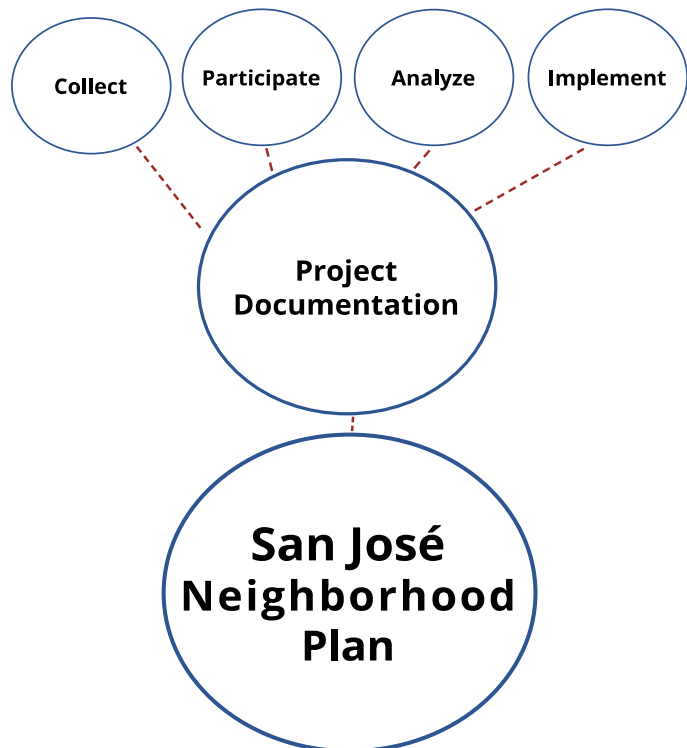 Collect
Participate
Analyze
Implement
Project
Documentation
San José
Neighborhood
Plan